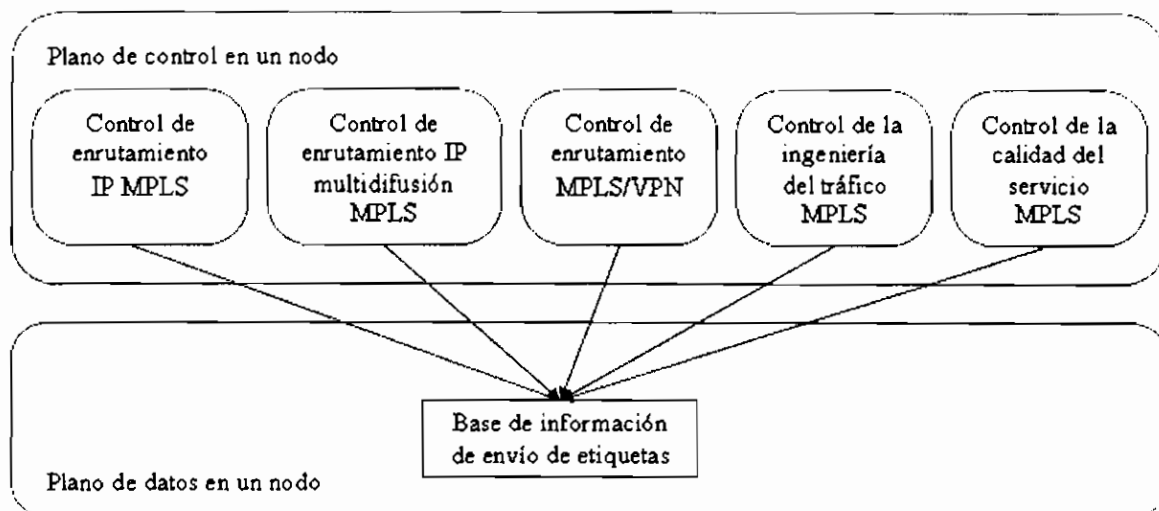 Plano de control en un nodo
Control de
enrutamiento
IP MPLS
Control de
enrutamiento IP
multidifusión
MPLS
Control de
enrutamiento
MPLS/VPN
Control de la
ingeniería
del tráfico
MPLS
Control de la
calidad del
servicio
MPLS
Base de información
de envío de etiquetas
Plano de datos en un nodo